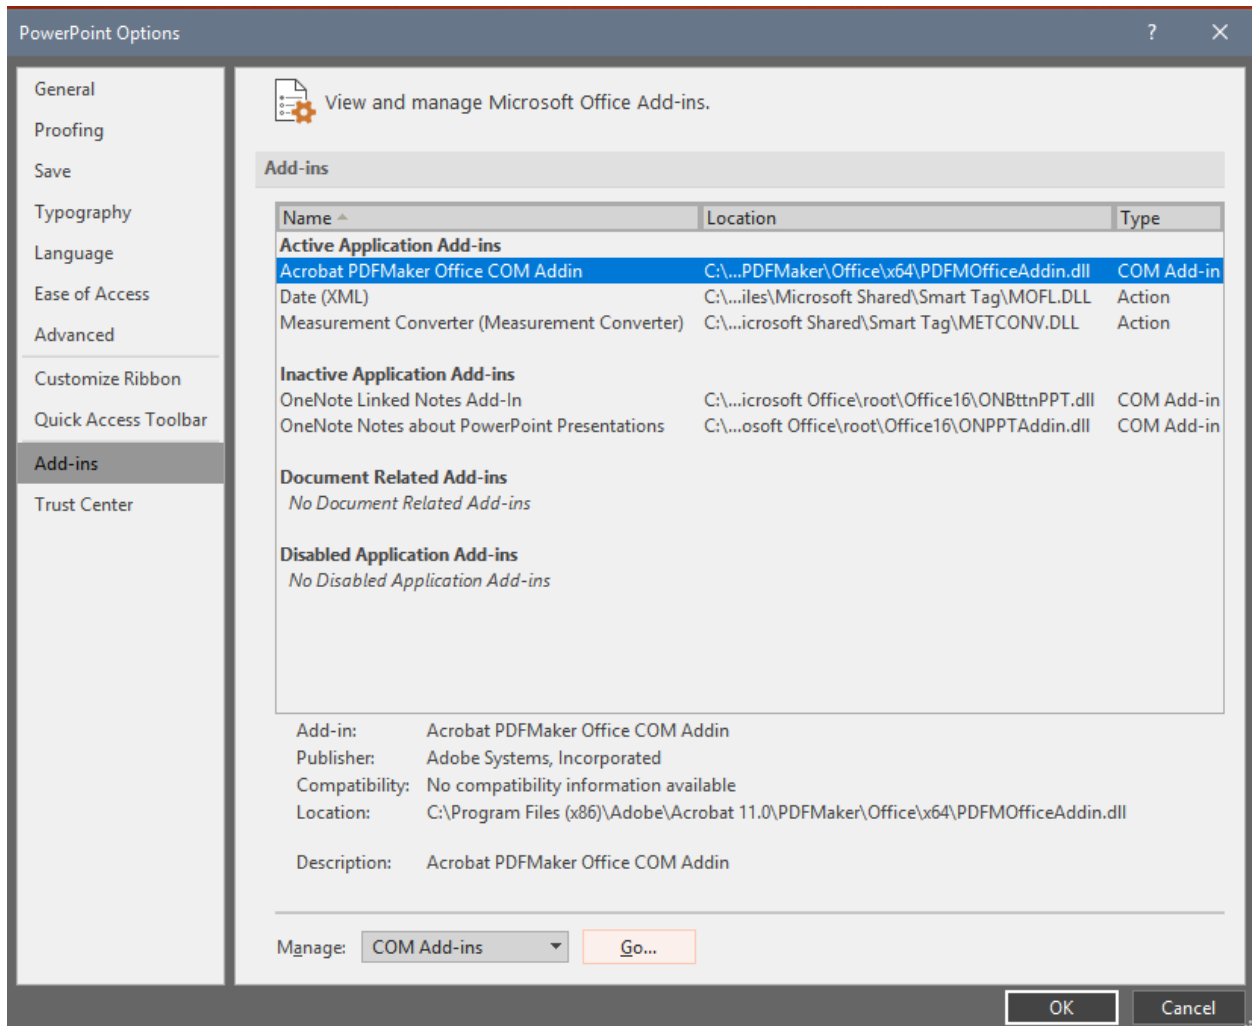 PowerPoint Options
?
General
Proofing
Save
Typography
Language
Ease of Access
Advanced
Customize Ribbon
Quick Access Toolbar
Add-ins
Trust Center
View and manage Microsoft Office Add-ins.
Add-ins
Name Location Type
Active Application Add-ins
Acrobat PDFMaker Office COM Addin C:\...PDFMaker\Office\x64\PDFMOfficeAddin.dll COM Add-in
Date (XML) C:\...iles\Microsoft Shared\Smart Tag\MOFL.DLL Action
Measurement Converter (Measurement Converter) C:\...icrosoft Shared\Smart Tag\METCONV.DLL Action
Inactive Application Add-ins
OneNote Linked Notes Add-In C:\...icrosoft Office\root\Office16\ONBttnPPT.dll COM Add-in
OneNote Notes about PowerPoint Presentations C:\...osoft Office\root\Office16\ONPPTAddin.dll COM Add-in
Document Related Add-ins
No Document Related Add-ins
Disabled Application Add-ins
No Disabled Application Add-ins
Add-in: Acrobat PDFMaker Office COM Addin
Publisher: Adobe Systems, Incorporated
Compatibility: No compatibility information available
Location: C:\Program Files (x86)\Adobe\Acrobat 11.0\PDFMaker\Office\x64\PDFMOfficeAddin.dll
Description: Acrobat PDFMaker Office COM Addin
Manage: COM Add-ins Go...
OK Cancel